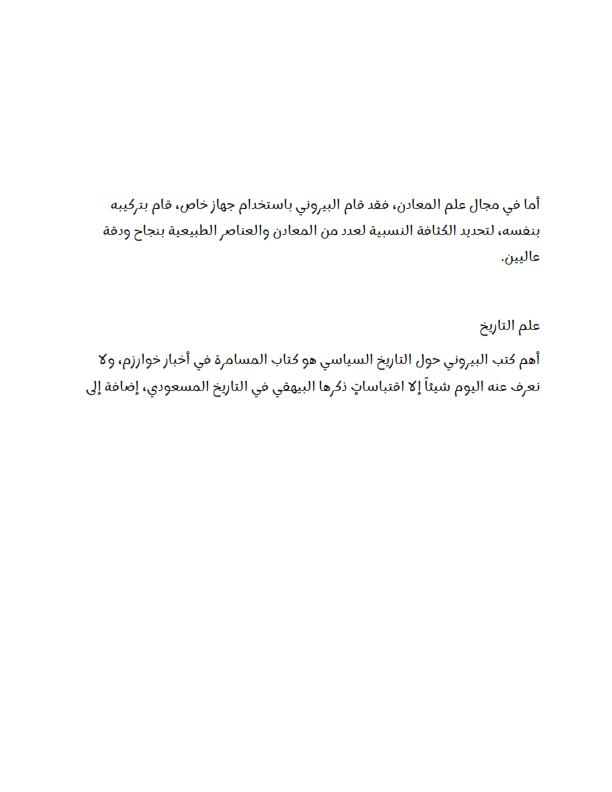 أما في مجال علم المعادن، فقد قام البيروني باستخدام جهاز خاص، قام بتركيبه
بنفسه، لتحديد الكثافة النسبية لعدد من المعادن والعناصر الطبيعية بنجاح ودقة
عاليين.
علم التاريخ
أهم كتب البيروني حول التاريخ السياسي هو كتاب المسامرة في أخبار خوارزم، ولا
نعرف عنه اليوم شيئاً إلا اقتباساتٍ ذكرها البيهقي في التاريخ المسعودي، إضافة إلى